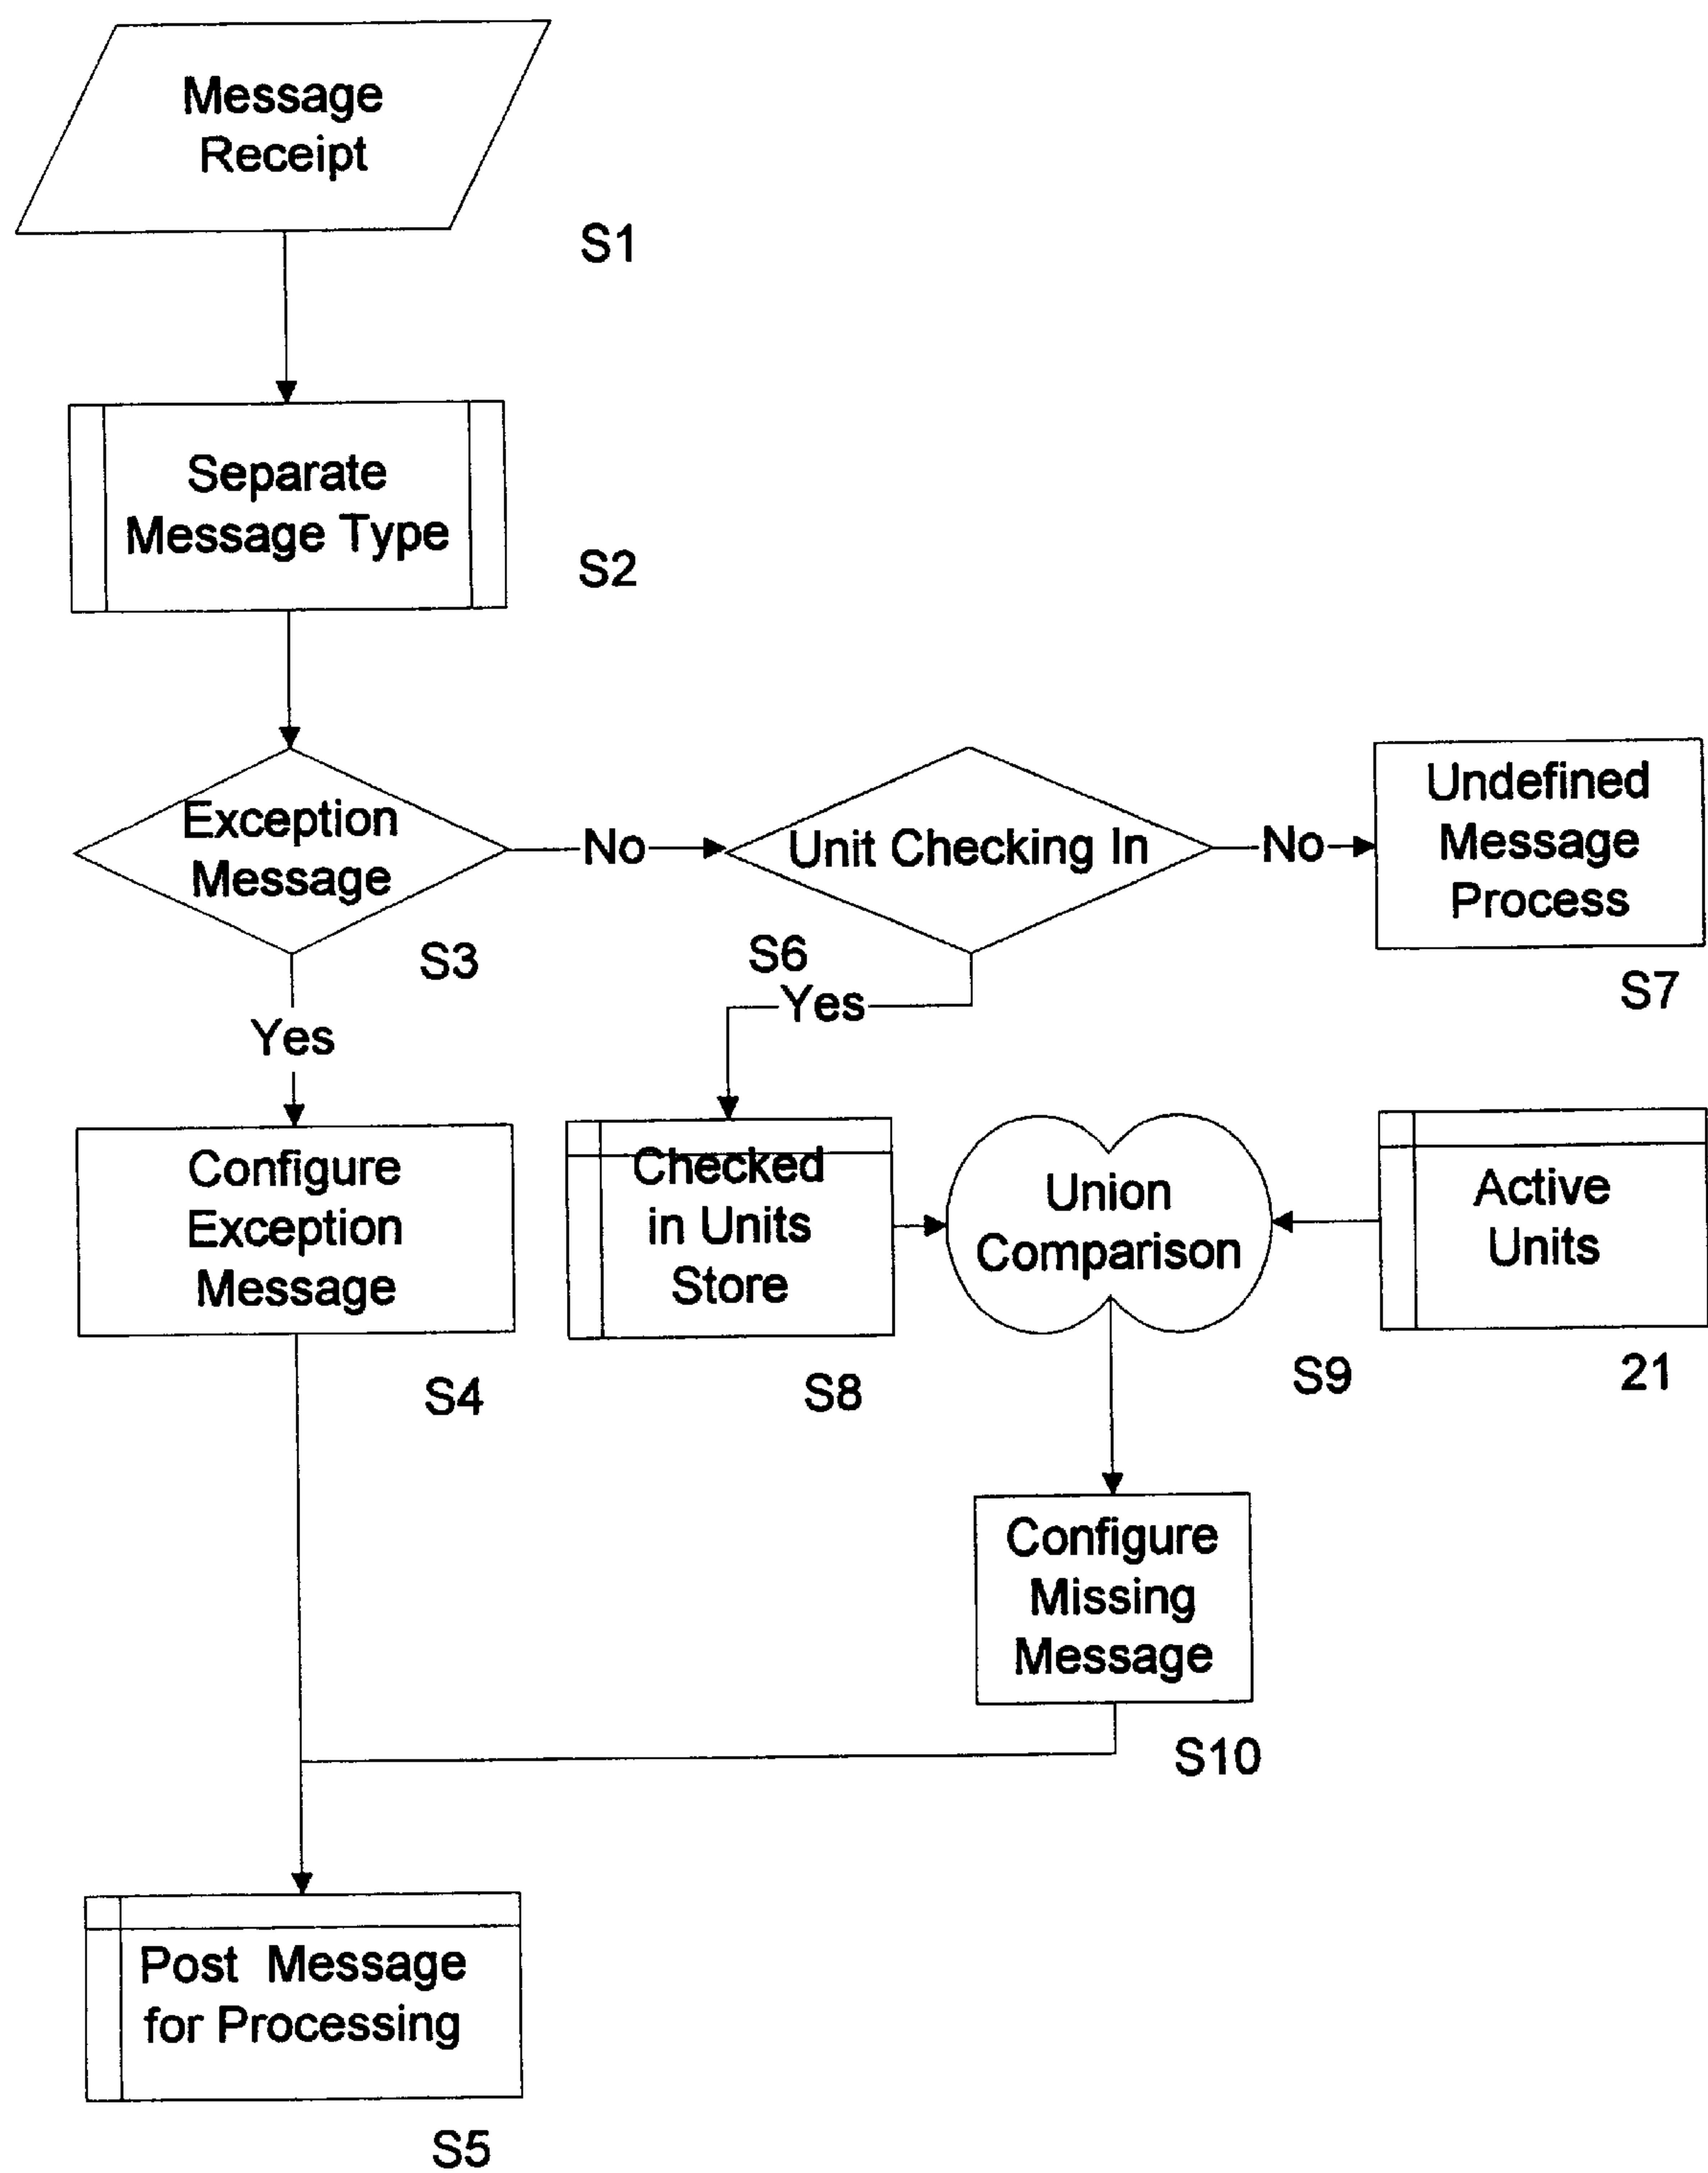 Message
Receipt
S1
Separate
Message Type
S2
Exception
Message
S3
No
Unit Checking In
S6
No
Undefined
Message
Process
S7
Yes
Yes
Configure
Exception
Message
S4
Checked
in Units
Store
S8
Union
Comparison
S9
Active
Units
21
Configure
Missing
Message
S10
Post Message
for Processing
S5